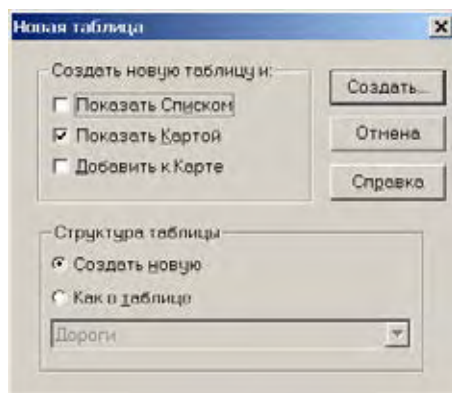 Новая таблица
Создать новую таблицу и:
Показать Списком
Показать Картой
Добавить к Карте
Создать...
Отмена
Справка
Структура таблицы
Создать новую
Как в таблице
Дороги